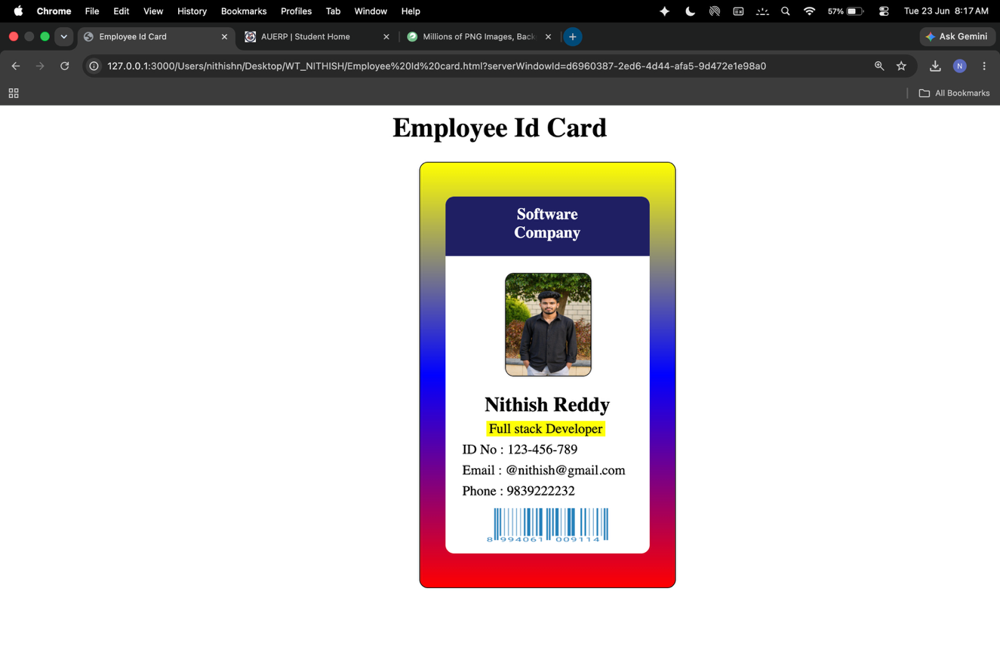 Chrome File Edit View History Bookmarks Profiles Tab Window Help 57% Tue 23 Jun 8:17 AM
Employee Id Card AUERP | Student Home Millions of PNG Images, Back Ask Gemini
127.0.0.1:3000/Users/nithishn/Desktop/WT_NITHISH/Employee%20Id%20card.html?serverWindowId=d6960387-2ed6-4d44-afa5-9d472e1e98a0 N
All Bookmarks
Employee Id Card
Software
Company
Nithish Reddy
Full stack Developer
ID No : 123-456-789
Email : @nithish@gmail.com
Phone : 9839222232
8 994061 009114